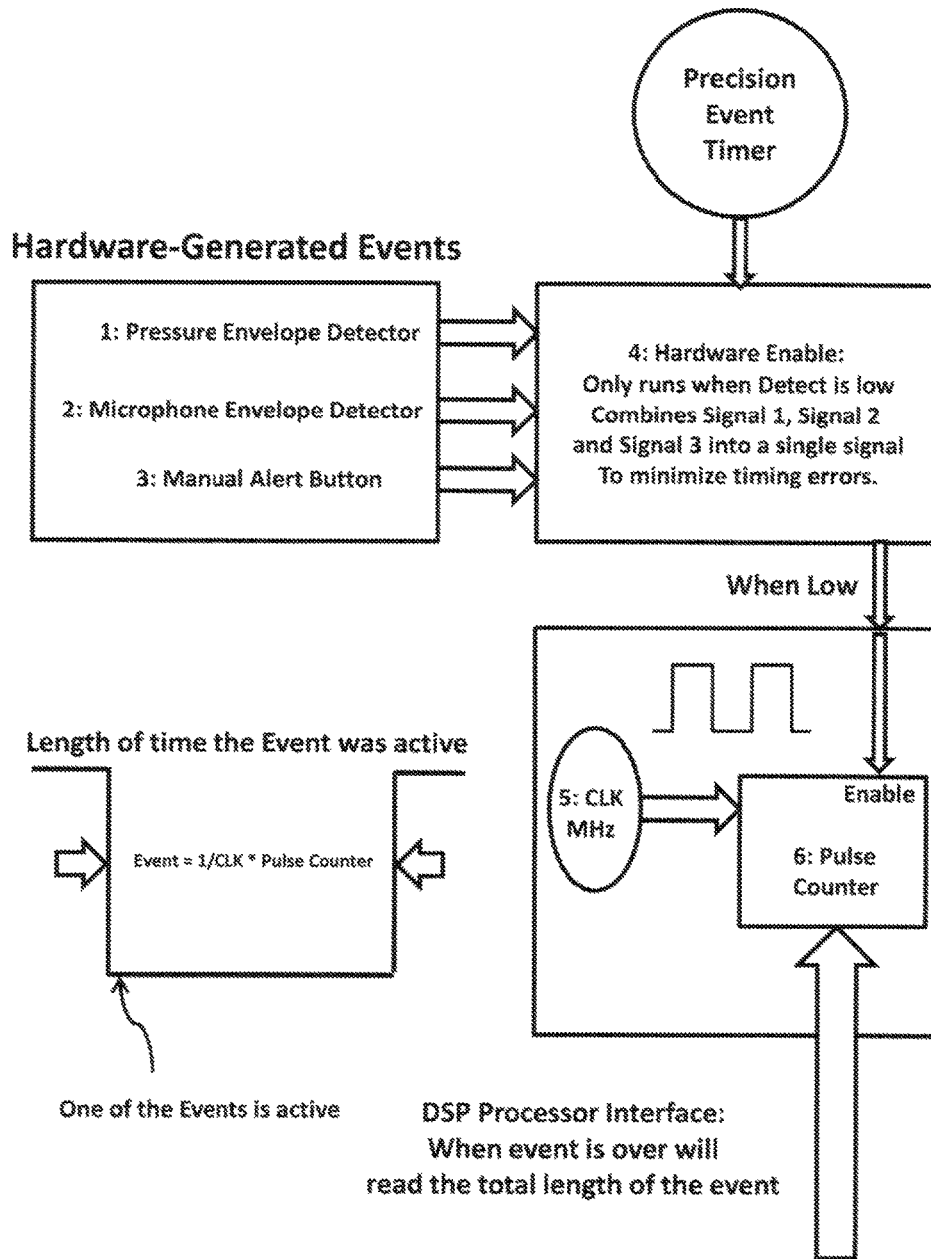 Precision
Event
Timer
Hardware-Generated Events
1: Pressure Envelope Detector
2: Microphone Envelope Detector
3: Manual Alert Button
4: Hardware Enable:
Only runs when Detect is low
Combines Signal 1, Signal 2
and Signal 3 into a single signal
To minimize timing errors.
When Low
Length of time the Event was active
Event = 1/CLK * Pulse Counter
One of the Events is active
5: CLK
MHz
Enable
6: Pulse
Counter
DSP Processor Interface:
When event is over will
read the total length of the event